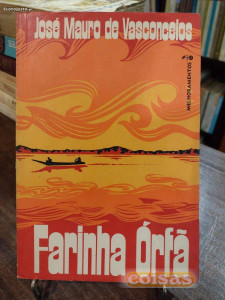 José Mauro de Vasconcelos
MELHORAMENTOS
Farinha Órfã
coisas